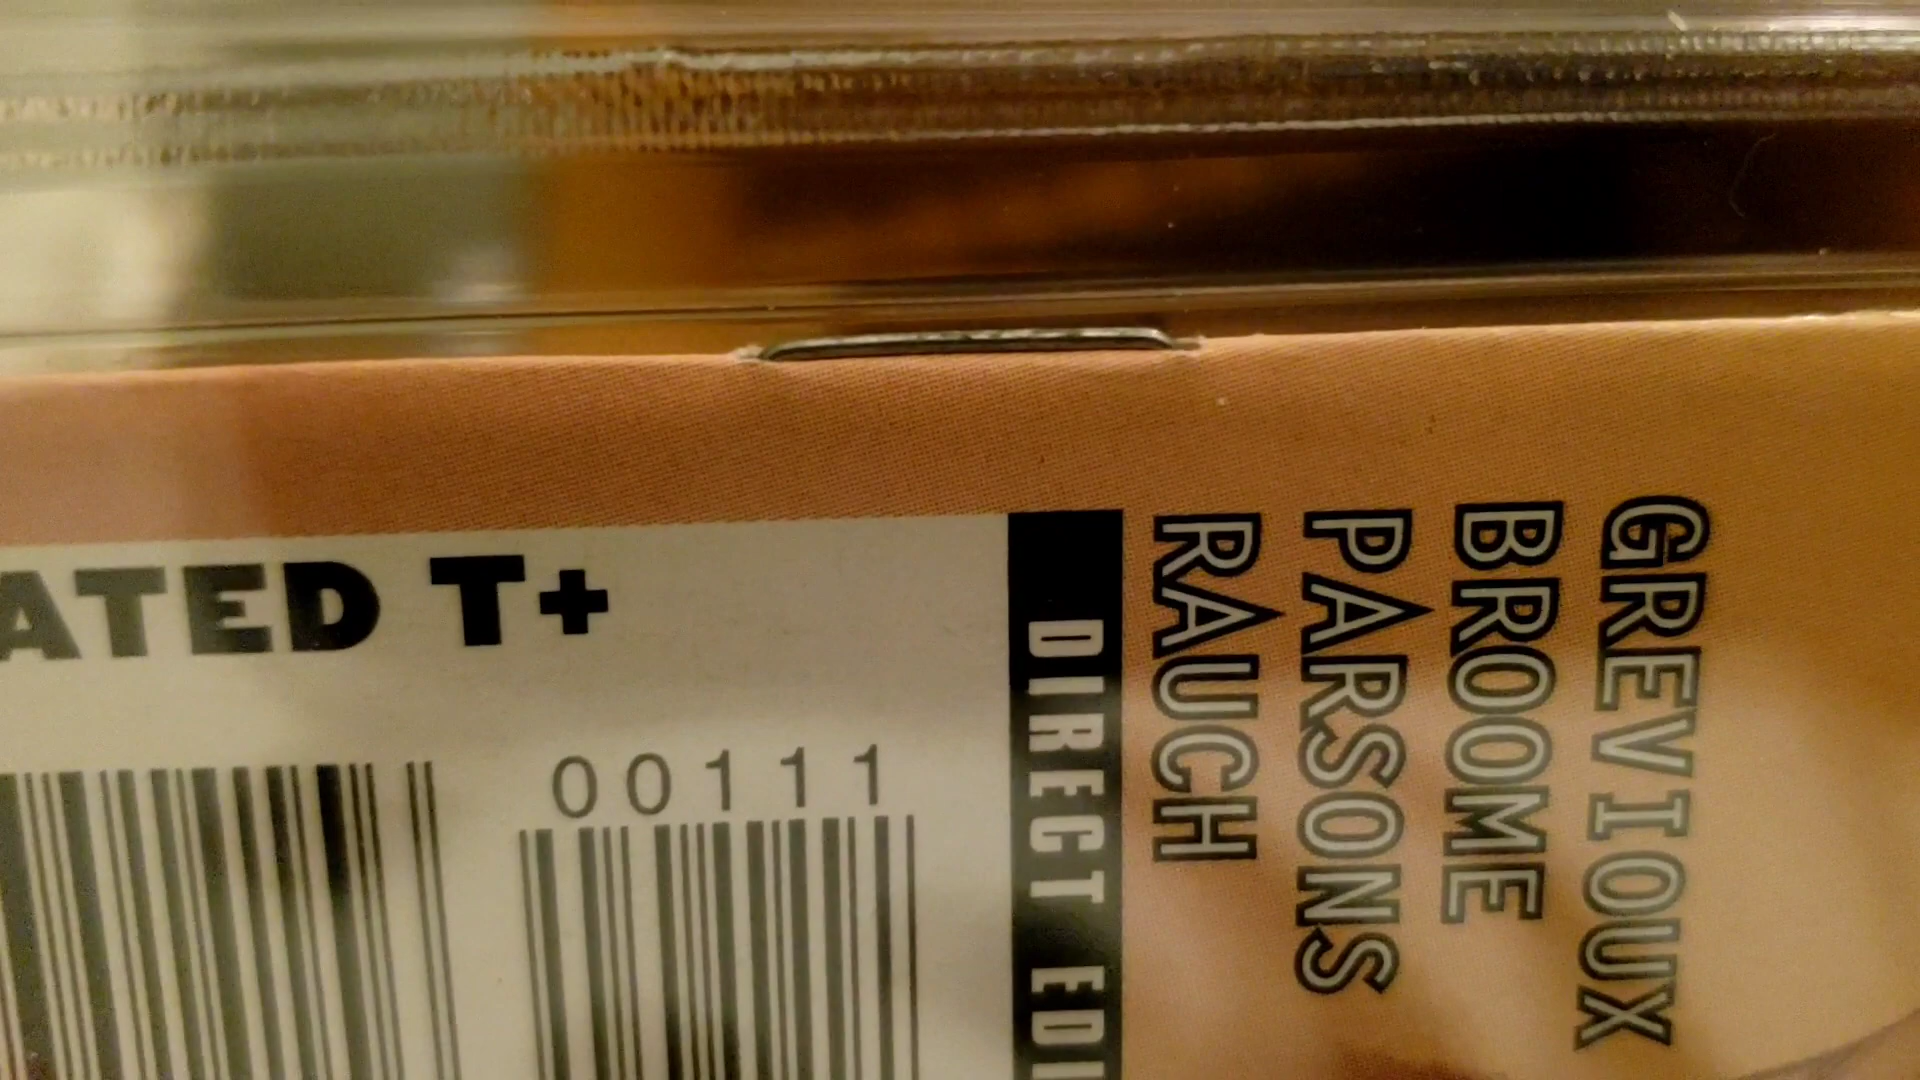 ATED T+
00111
DIRECT EDI
GREVIOUX
BROOME
PARSONS
RAUCH